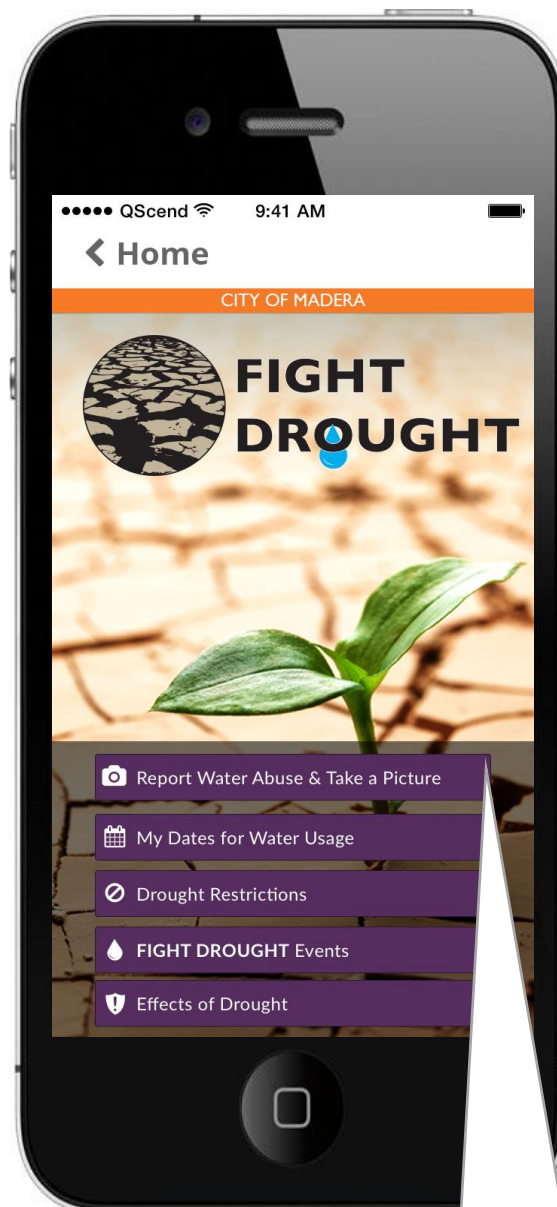 QScend 9:41 AM
Home
CITY OF MADERA
FIGHT
DROUGHT
Report Water Abuse & Take a Picture
My Dates for Water Usage
Drought Restrictions
FIGHT DROUGHT Events
Effects of Drought